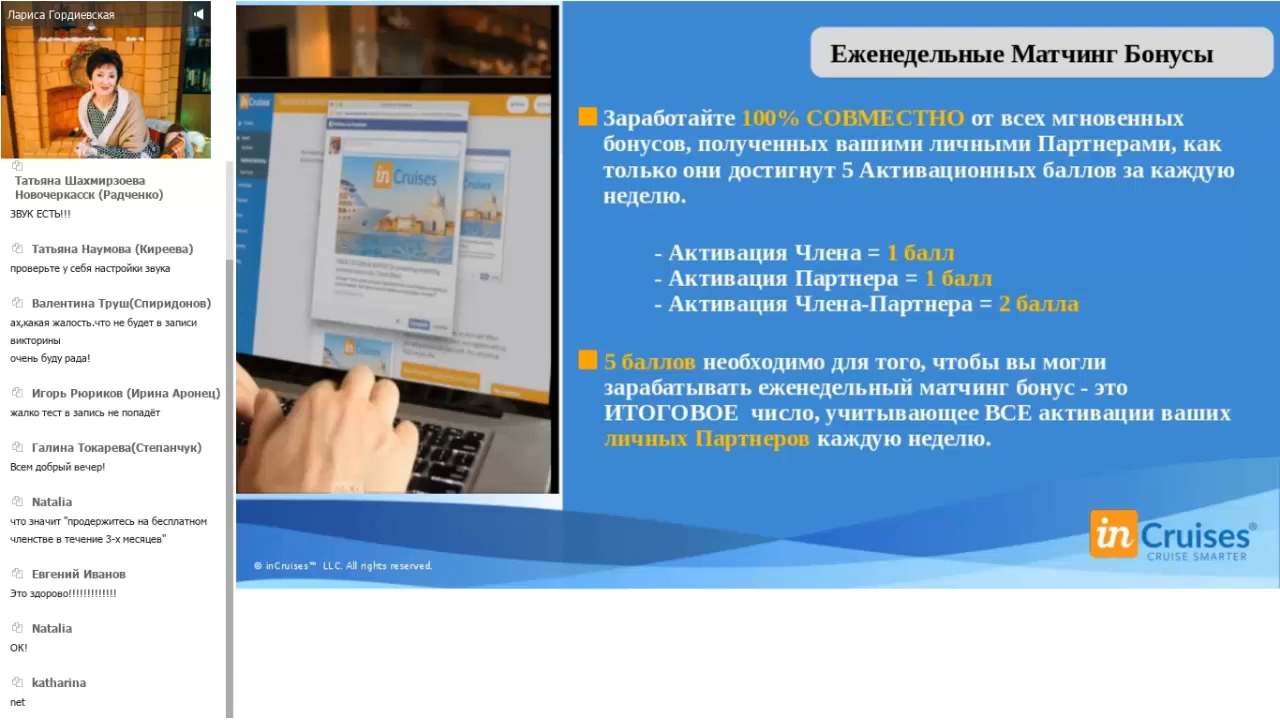 Лариса Гордиевская
Татьяна Шахмирзоева
Новочеркасск (Радченко)
ЗВУК ЕСТЬ!!!
Татьяна Наумова (Киреева)
проверьте у себя настройки звука
Валентина Труш(Спиридонов)
ах,какая жалость.что не будет в записи
викторины
очень буду рада!
Игорь Рюриков (Ирина Аронец)
жалко тест в запись не попадёт
Галина Токарева(Степанчук)
Всем добрый вечер!
Natalia
что значит "продержитесь на бесплатном
членстве в течение 3-х месяцев"
Евгений Иванов
Это здорово!!!!!!!!!!!!!
Natalia
ОК!
katharina
net
inCruises
inCruises
Еженедельные Матчинг Бонусы
Заработайте 100% СОВМЕСТНО от всех мгновенных
бонусов, полученных вашими личными Партнерами, как
только они достигнут 5 Активационных баллов за каждую
неделю.
- Активация Члена = 1 балл
- Активация Партнера = 1 балл
- Активация Члена-Партнера = 2 балла
5 баллов необходимо для того, чтобы вы могли
зарабатывать еженедельный матчинг бонус - это
ИТОГОВОЕ число, учитывающее ВСЕ активации ваших
личных Партнеров каждую неделю.
inCruises®
CRUISE SMARTER
© inCruises™ LLC. All rights reserved.